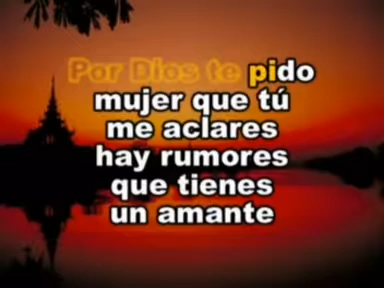 Por Dios te pido
mujer que tú
me aclares
hay rumores
que tienes
un amante